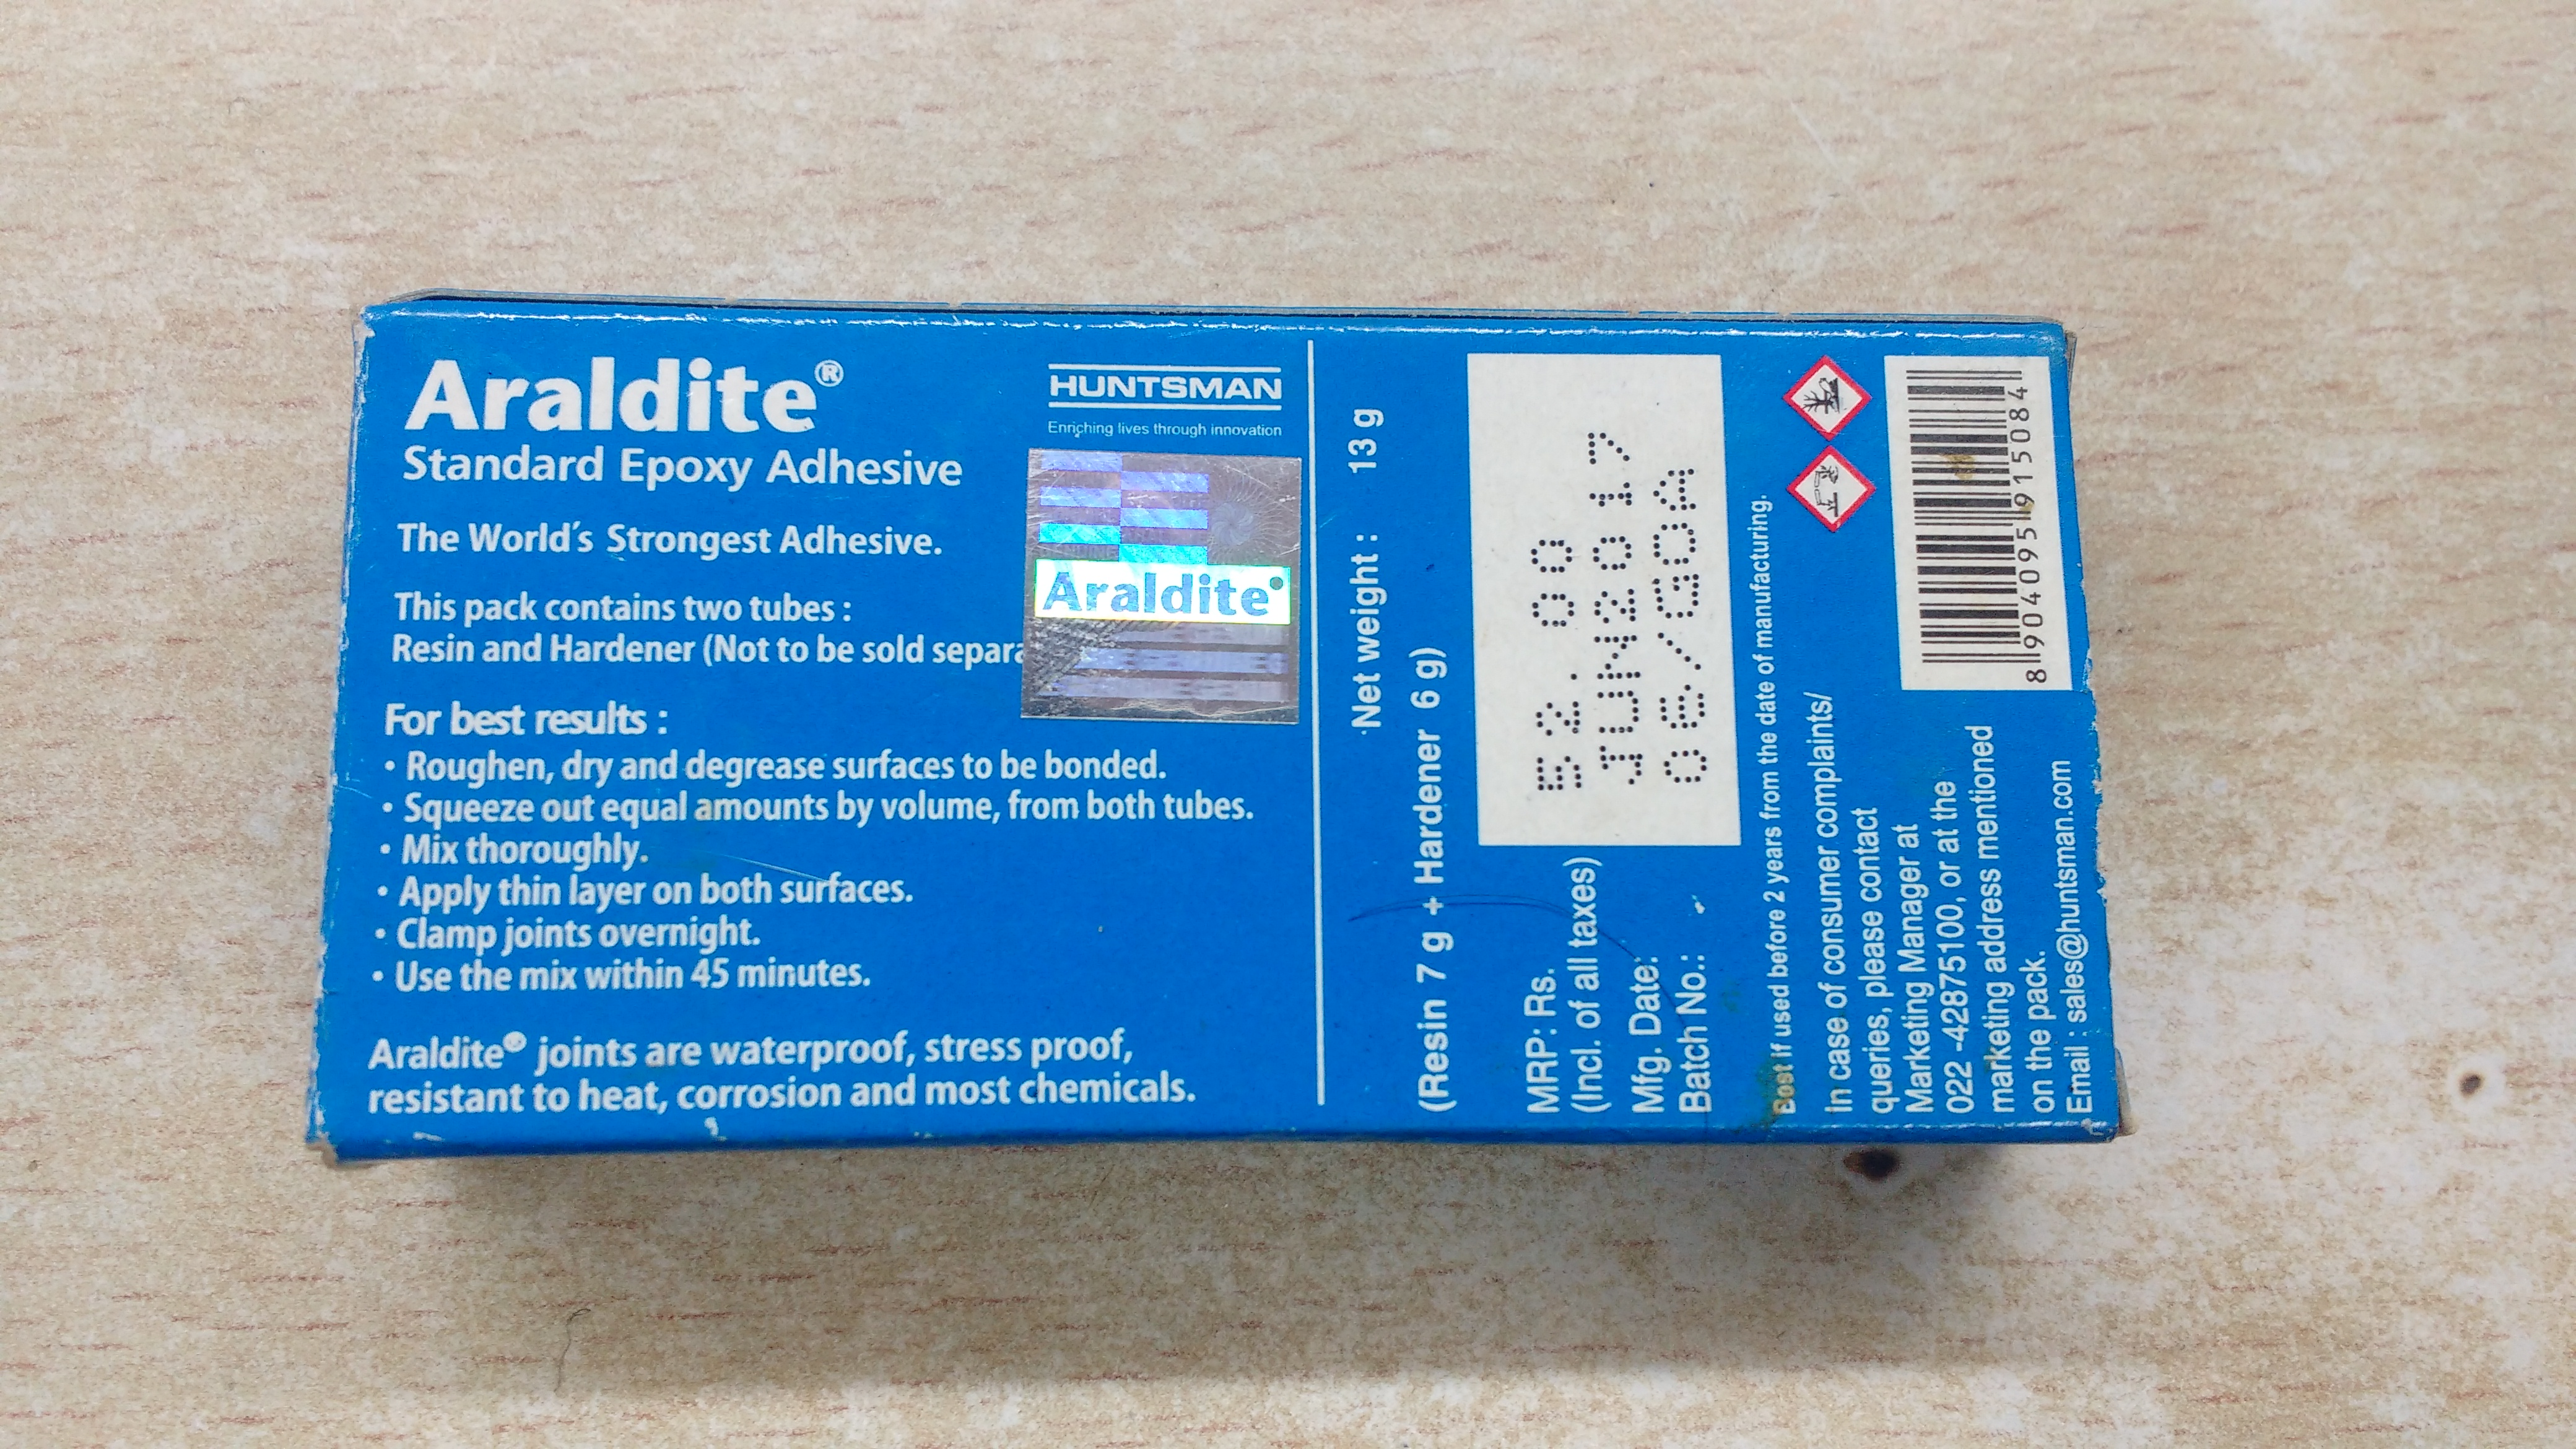 Araldite®
Standard Epoxy Adhesive
The World's Strongest Adhesive.
This pack contains two tubes :
Resin and Hardener (Not to be sold separa
For best results :
• Roughen, dry and degrease surfaces to be bonded.
• Squeeze out equal amounts by volume, from both tubes.
• Mix thoroughly.
• Apply thin layer on both surfaces.
• Clamp joints overnight.
• Use the mix within 45 minutes.
Araldite® joints are waterproof, stress proof,
resistant to heat, corrosion and most chemicals.
HUNTSMAN
Enriching lives through innovation
Araldite®
Net weight : 13 g
(Resin 7 g + Hardener 6 g)
MRP: Rs. 52.00
(Incl. of all taxes)
Mfg. Date: JUN2017
Batch No.: 06/GOA
Best if used before 2 years from the date of manufacturing.
In case of consumer complaints/
queries, please contact
Marketing Manager at
022 -42875100, or at the
marketing address mentioned
on the pack.
Email : sales@huntsman.com
8904095915084